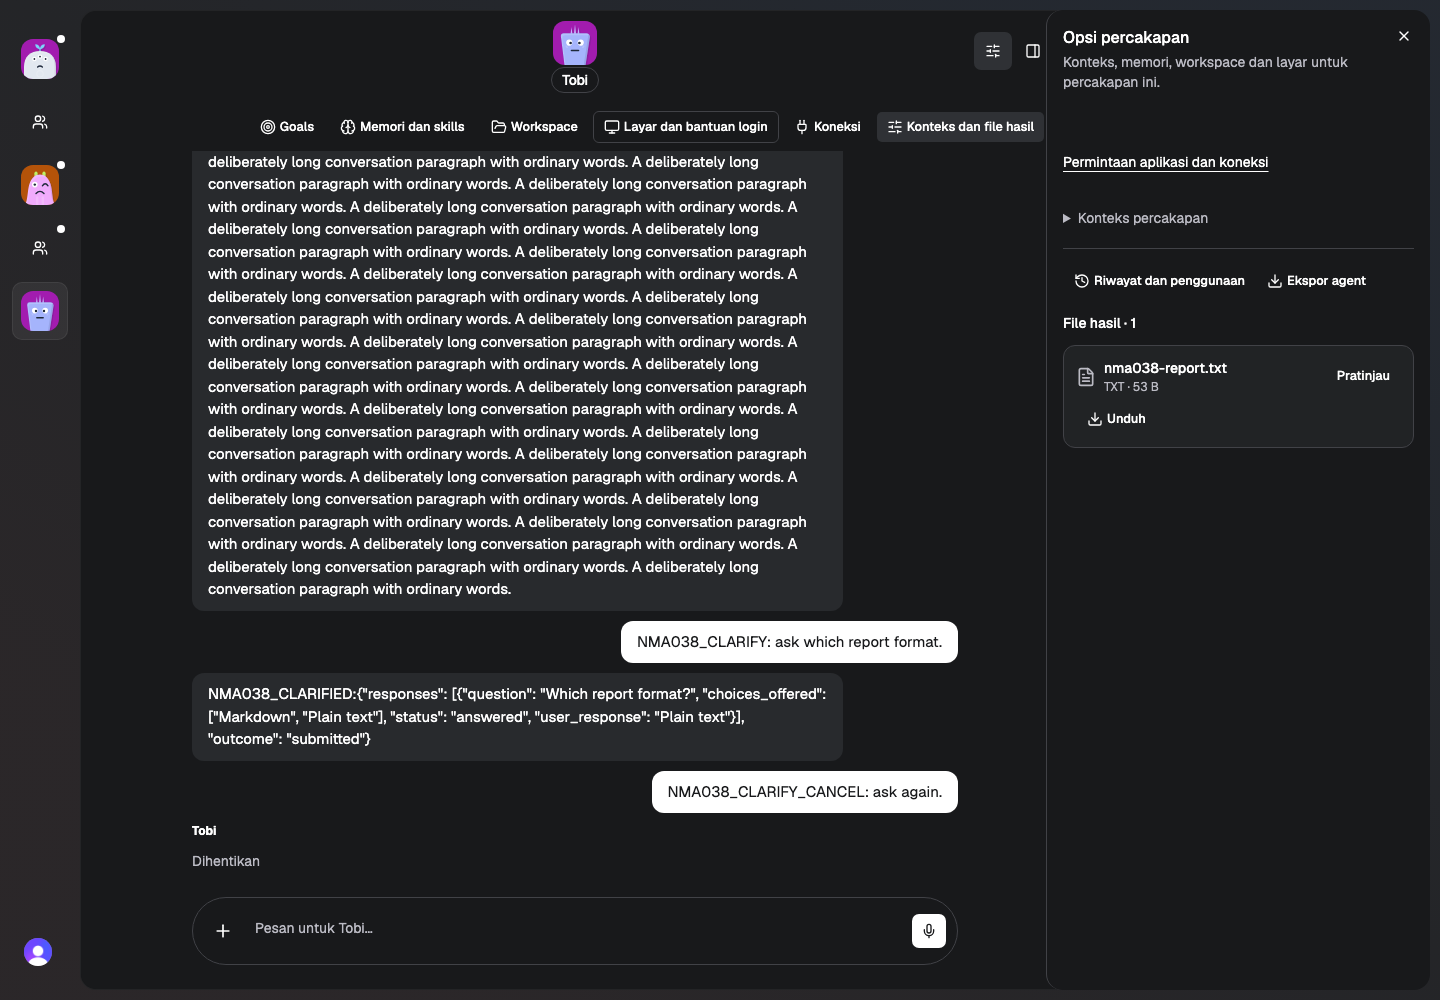 Tobi
Goals
Memori dan skills
Workspace
Layar dan bantuan login
Koneksi
Konteks dan file hasil
deliberately long conversation paragraph with ordinary words. A deliberately long
conversation paragraph with ordinary words. A deliberately long conversation paragraph
with ordinary words. A deliberately long conversation paragraph with ordinary words. A
deliberately long conversation paragraph with ordinary words. A deliberately long
conversation paragraph with ordinary words. A deliberately long conversation paragraph
with ordinary words. A deliberately long conversation paragraph with ordinary words. A
deliberately long conversation paragraph with ordinary words. A deliberately long
conversation paragraph with ordinary words. A deliberately long conversation paragraph
with ordinary words. A deliberately long conversation paragraph with ordinary words. A
deliberately long conversation paragraph with ordinary words. A deliberately long
conversation paragraph with ordinary words. A deliberately long conversation paragraph
with ordinary words. A deliberately long conversation paragraph with ordinary words. A
deliberately long conversation paragraph with ordinary words. A deliberately long
conversation paragraph with ordinary words. A deliberately long conversation paragraph
with ordinary words. A deliberately long conversation paragraph with ordinary words. A
deliberately long conversation paragraph with ordinary words. A deliberately long
conversation paragraph with ordinary words. A deliberately long conversation paragraph
with ordinary words. A deliberately long conversation paragraph with ordinary words. A
deliberately long conversation paragraph with ordinary words. A deliberately long
conversation paragraph with ordinary words.
NMA038_CLARIFY: ask which report format.
NMA038_CLARIFIED:{"responses": [{"question": "Which report format?", "choices_offered":
["Markdown", "Plain text"], "status": "answered", "user_response": "Plain text"}],
"outcome": "submitted"}
NMA038_CLARIFY_CANCEL: ask again.
Tobi
Dihentikan
Pesan untuk Tobi...
Opsi percakapan
Konteks, memori, workspace dan layar untuk
percakapan ini.
Permintaan aplikasi dan koneksi
Konteks percakapan
Riwayat dan penggunaan
Ekspor agent
File hasil · 1
nma038-report.txt
TXT · 53 B
Pratinjau
Unduh